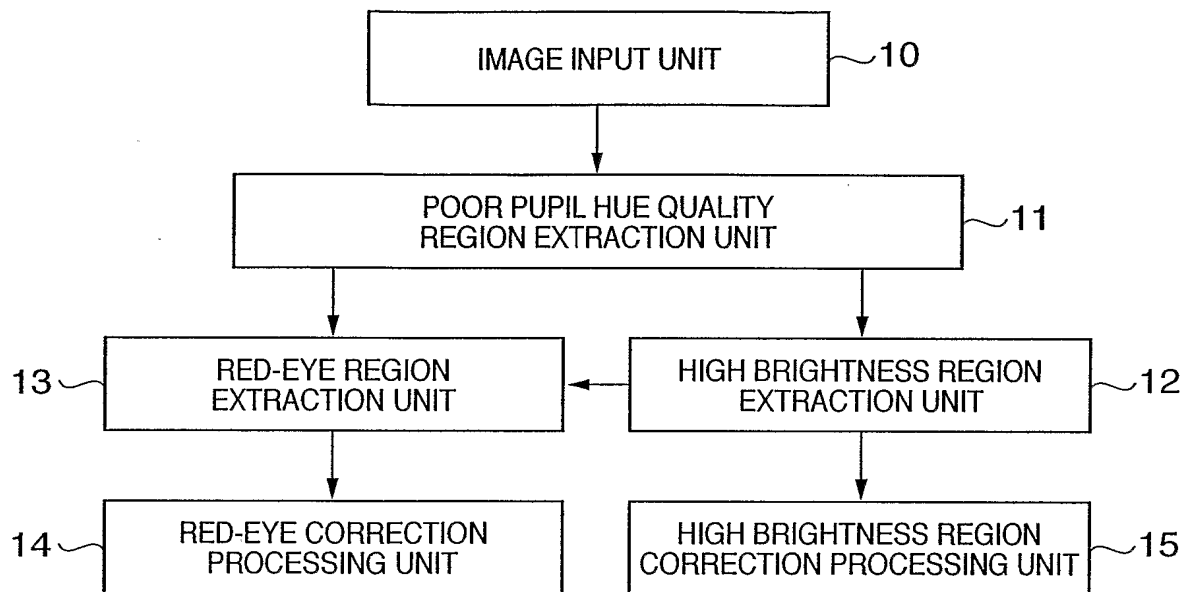 IMAGE INPUT UNIT
10
POOR PUPIL HUE QUALITY
REGION EXTRACTION UNIT
11
13
RED-EYE REGION
EXTRACTION UNIT
HIGH BRIGHTNESS REGION
EXTRACTION UNIT
12
14
RED-EYE CORRECTION
PROCESSING UNIT
HIGH BRIGHTNESS REGION
CORRECTION PROCESSING UNIT
15